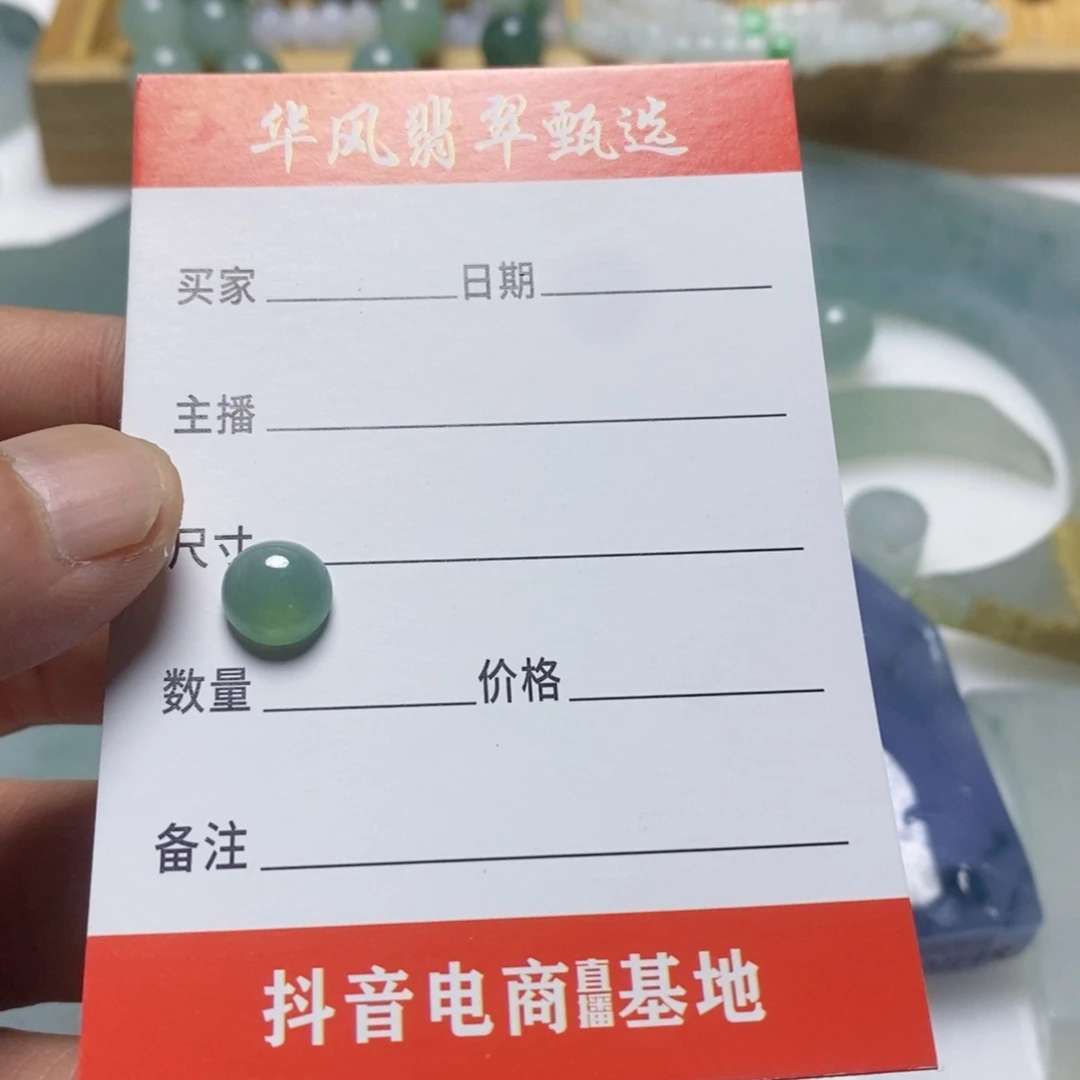 华风翡翠甄选
买家 日期
主播
尺寸
数量 价格
备注
抖音电商直播基地